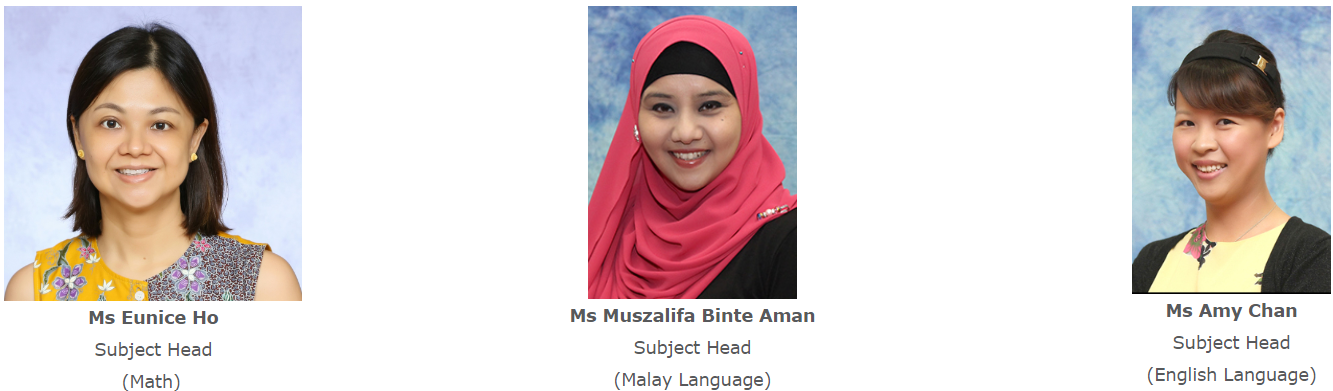 Ms Eunice Ho
Subject Head
(Math)
Ms Muszalifa Binte Aman
Subject Head
(Malay Language)
Ms Amy Chan
Subject Head
(English Language)